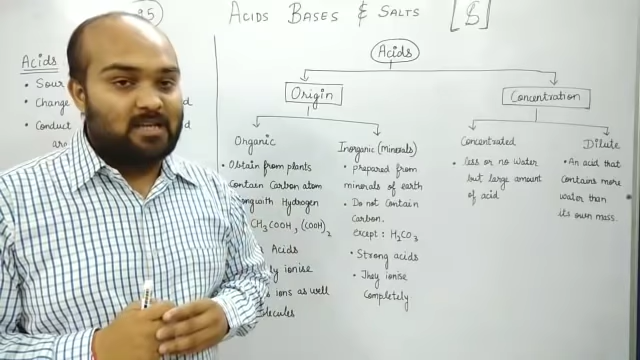 95
ACIDS BASES & SALTS
Acids
Sour
Change
Conduct
are
Acids
Origin
Concentration
Organic
• Obtain from plants
Contain Carbon atom
with Hydrogen
CH₃COOH, (COOH)₂
Acids
ionise
ions as well
Inorganic (minerals)
• prepared from
minerals of earth
• Do not contain
Carbon.
except : H₂CO₃
• Strong acids
• They ionise
Completely
Concentrated
• Less or no water
but large amount
of acid
Dilute
• An acid that
Contains more
water than
its own mass.